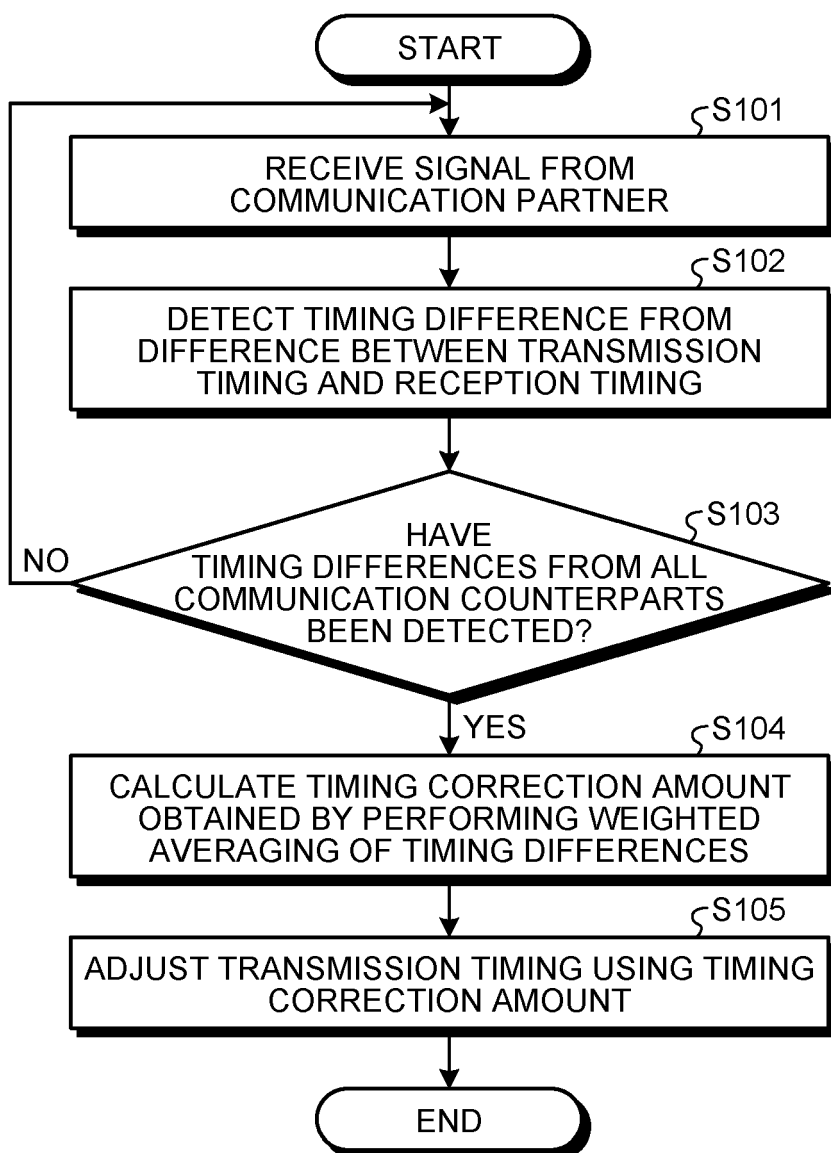 START
S101
RECEIVE SIGNAL FROM
COMMUNICATION PARTNER
S102
DETECT TIMING DIFFERENCE FROM
DIFFERENCE BETWEEN TRANSMISSION
TIMING AND RECEPTION TIMING
S103
HAVE
TIMING DIFFERENCES FROM ALL
COMMUNICATION COUNTERPARTS
BEEN DETECTED?
NO
YES
S104
CALCULATE TIMING CORRECTION AMOUNT
OBTAINED BY PERFORMING WEIGHTED
AVERAGING OF TIMING DIFFERENCES
S105
ADJUST TRANSMISSION TIMING USING TIMING
CORRECTION AMOUNT
END